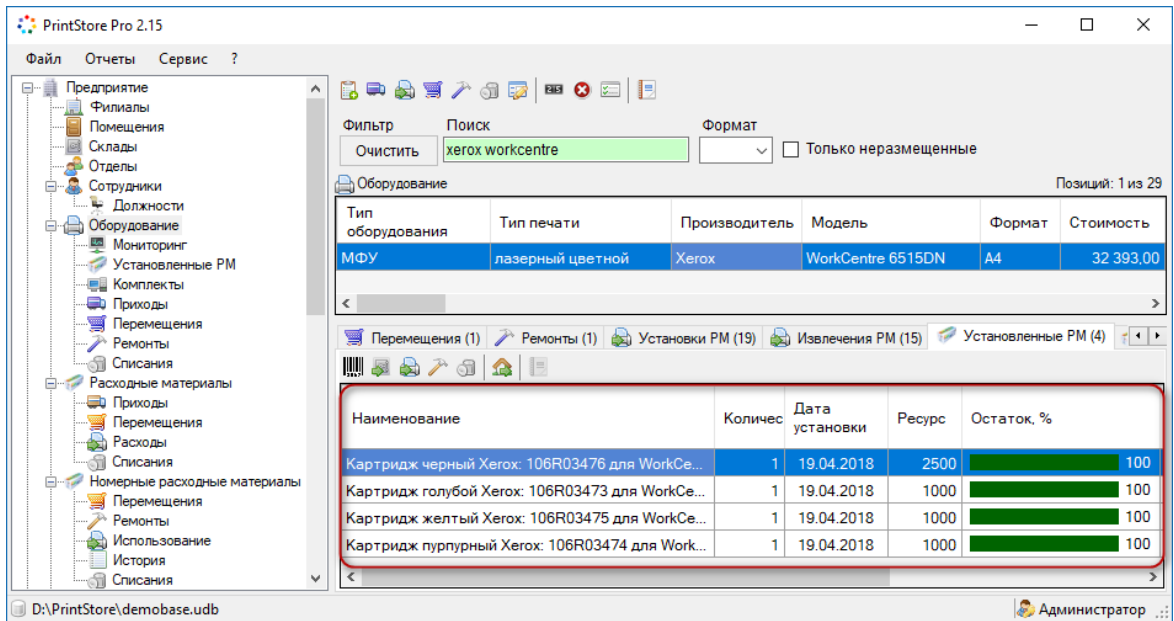 PrintStore Pro 2.15
Файл Отчеты Сервис ?
Предприятие
Филиалы
Помещения
Склады
Отделы
Сотрудники
Должности
Оборудование
Мониторинг
Установленные РМ
Комплекты
Приходы
Перемещения
Ремонты
Списания
Расходные материалы
Приходы
Перемещения
Расходы
Списания
Номерные расходные материалы
Перемещения
Ремонты
Использование
История
Списания
Фильтр Поиск Формат
Очистить xerox workcentre Только неразмещенные
Оборудование Позиций: 1 из 29
Тип оборудования Тип печати Производитель Модель Формат Стоимость
МФУ лазерный цветной Xerox WorkCentre 6515DN A4 32 393,00
Перемещения (1) Ремонты (1) Установки РМ (19) Извлечения РМ (15) Установленные РМ (4)
Наименование Количес Дата установки Ресурс Остаток, %
Картридж черный Xerox: 106R03476 для WorkCe... 1 19.04.2018 2500 100
Картридж голубой Xerox: 106R03473 для WorkCe... 1 19.04.2018 1000 100
Картридж желтый Xerox: 106R03475 для WorkCe... 1 19.04.2018 1000 100
Картридж пурпурный Xerox: 106R03474 для Work... 1 19.04.2018 1000 100
D:\PrintStore\demobase.udb Администратор